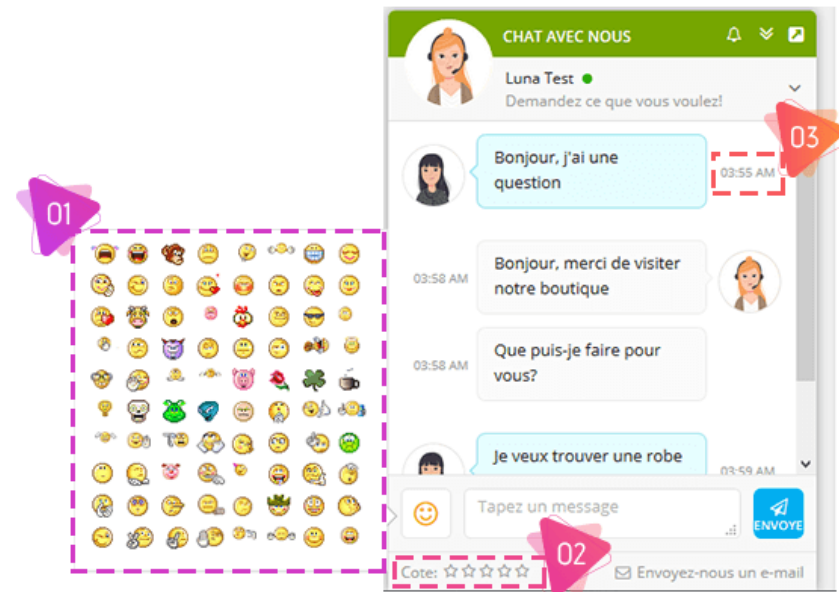 CHAT AVEC NOUS
Luna Test
Demandez ce que vous voulez!
03
Bonjour, j'ai une
question
03:55 AM
01
03:58 AM
Bonjour, merci de visiter
notre boutique
03:58 AM
Que puis-je faire pour
vous?
Je veux trouver une robe
03:59 AM
Tapez un message
ENVOYE
02
Cote:
Envoyez-nous un e-mail